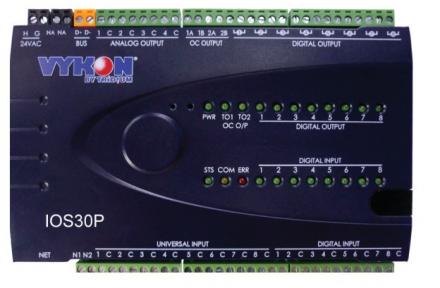 H G NA NA D+ D- 1 C 2 C 3 C 4 C 1A 1B 2A 2B
24VAC BUS ANALOG OUTPUT OC OUTPUT DIGITAL OUTPUT
VYKON
BY TRIDIUM
PWR TO1 TO2 1 2 3 4 5 6 7 8
OC O/P DIGITAL OUTPUT
DIGITAL INPUT
STS COM ERR 1 2 3 4 5 6 7 8
IOS30P
UNIVERSAL INPUT DIGITAL INPUT
NET N1 N2 1 C 2 C 3 C 4 C 5 C 6 C 7 C 8 C 1 2 C 3 4 C 5 6 C 7 8 C